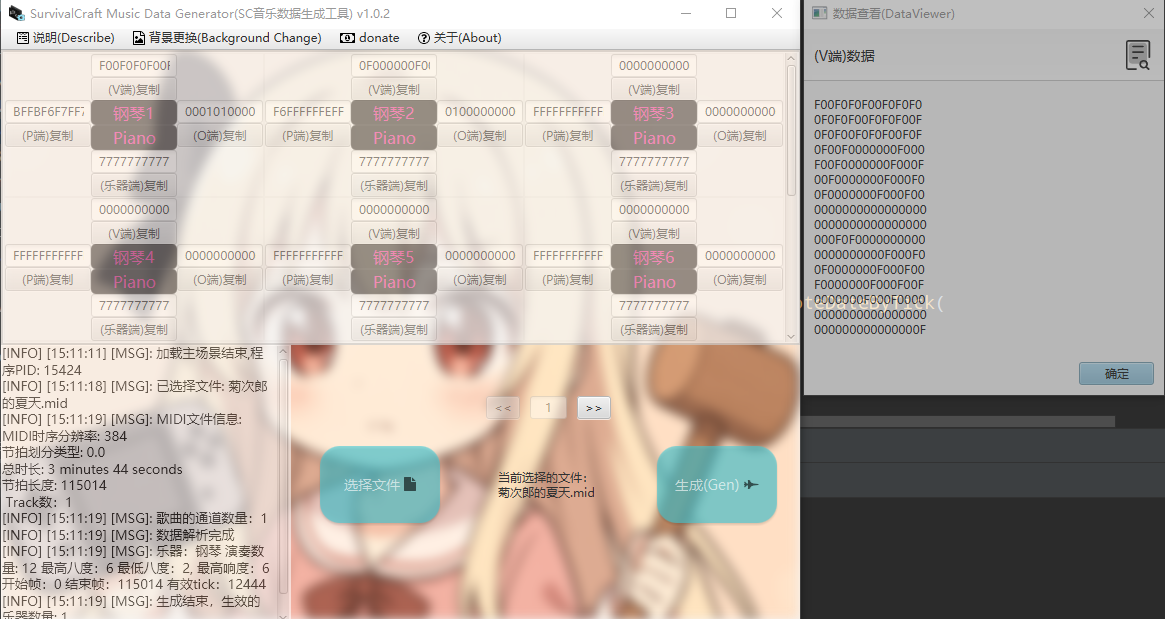 SurvivalCraft Music Data Generator(SC音乐数据生成工具) v1.0.2
说明(Describe) 背景更换(Background Change) donate 关于(About)
F00F0F0F00F 0F000000F0 0000000000
(V端)复制 (V端)复制 (V端)复制
BFFBF6F7FF7 钢琴1 0001010000 F6FFFFFFEFF 钢琴2 0100000000 FFFFFFFFFFF 钢琴3 0000000000
(P端)复制 Piano (O端)复制 (P端)复制 Piano (O端)复制 (P端)复制 Piano (O端)复制
7777777777 7777777777 7777777777
(乐器端)复制 (乐器端)复制 (乐器端)复制
0000000000 0000000000 0000000000
(V端)复制 (V端)复制 (V端)复制
FFFFFFFFFFF 钢琴4 0000000000 FFFFFFFFFFF 钢琴5 0000000000 FFFFFFFFFFF 钢琴6 0000000000
(P端)复制 Piano (O端)复制 (P端)复制 Piano (O端)复制 (P端)复制 Piano (O端)复制
7777777777 7777777777 7777777777
(乐器端)复制 (乐器端)复制 (乐器端)复制
[INFO] [15:11:11] [MSG]: 加载主场景结束,程
序PID: 15424
[INFO] [15:11:18] [MSG]: 已选择文件: 菊次郎
的夏天.mid
[INFO] [15:11:19] [MSG]: MIDI文件信息:
MIDI时序分辨率: 384
节拍划分类型: 0.0
总时长: 3 minutes 44 seconds
节拍长度: 115014
Track数：1
[INFO] [15:11:19] [MSG]: 歌曲的通道数量：1
[INFO] [15:11:19] [MSG]: 数据解析完成
[INFO] [15:11:19] [MSG]: 乐器：钢琴 演奏数
量: 12 最高八度：6 最低八度：2, 最高响度：6
开始帧：0 结束帧：115014 有效tick：12444
[INFO] [15:11:19] [MSG]: 生成结束，生效的
乐器数量: 1
<< 1 >>
选择文件
当前选择的文件:
菊次郎的夏天.mid
生成(Gen)
数据查看(DataViewer)
(V端)数据
F00F0F0F00F0F0F0
0F0F0F00F0F0F00F
0F0F00F0F0F00F0F
0F00F0000000F000
F00F0000000F000F
00F0000000F000F0
0F0000000F000F00
0000000000000000
0000000000000000
000F0F0000000000
0000000000F000F0
0F0000000F000F00
F0000000F000F00F
0000000F000F0000
0000000000000000
000000000000000F
确定